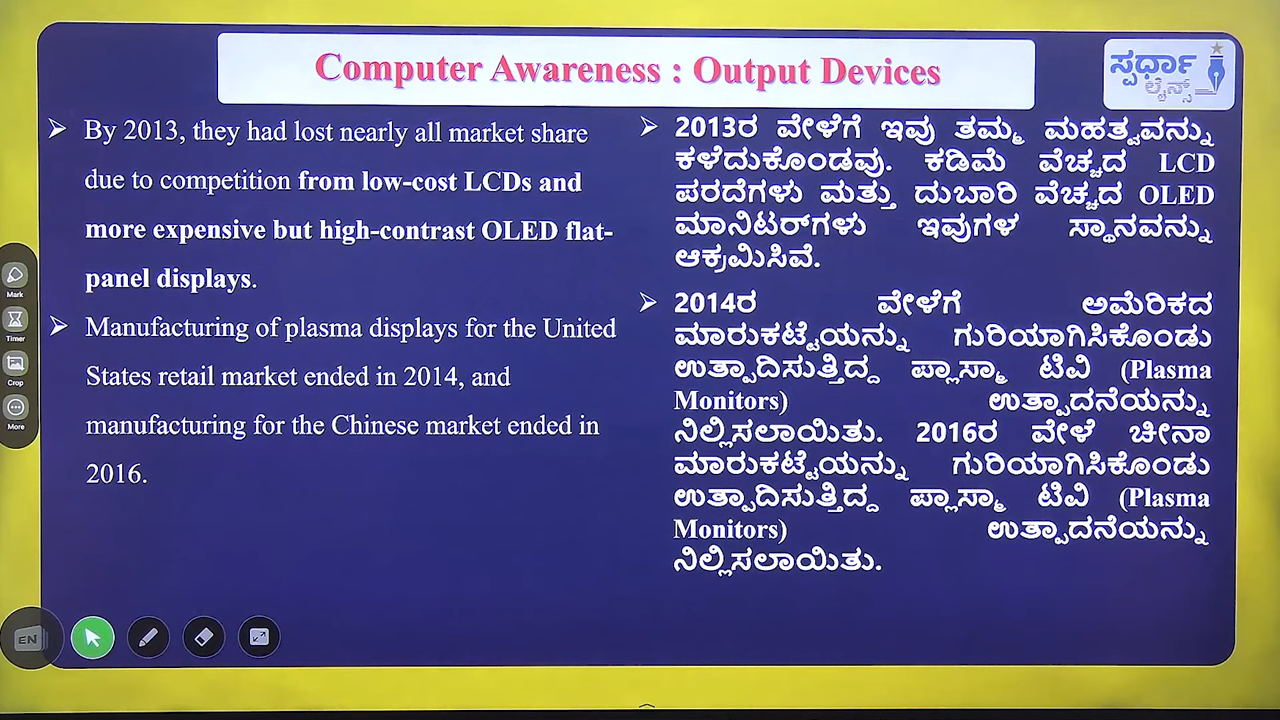 Computer Awareness : Output Devices
ಸ್ಪರ್ಧಾ
ಲೈನ್ಸ್
By 2013, they had lost nearly all market share
due to competition from low-cost LCDs and
more expensive but high-contrast OLED flat-
panel displays.
Manufacturing of plasma displays for the United
States retail market ended in 2014, and
manufacturing for the Chinese market ended in
2016.
2013ರ ವೇಳೆಗೆ ಇವು ತಮ್ಮ ಮಹತ್ವವನ್ನು
ಕಳೆದುಕೊಂಡವು. ಕಡಿಮೆ ವೆಚ್ಚದ LCD
ಪರದೆಗಳು ಮತ್ತು ದುಬಾರಿ ವೆಚ್ಚದ OLED
ಮಾನಿಟರ್‌ಗಳು ಇವುಗಳ ಸ್ಥಾನವನ್ನು
ಆಕ್ರಮಿಸಿವೆ.
2014ರ ವೇಳೆಗೆ ಅಮೆರಿಕದ
ಮಾರುಕಟ್ಟೆಯನ್ನು ಗುರಿಯಾಗಿಸಿಕೊಂಡು
ಉತ್ಪಾದಿಸುತ್ತಿದ್ದ ಪ್ಲಾಸ್ಮಾ ಟಿವಿ (Plasma
Monitors) ಉತ್ಪಾದನೆಯನ್ನು
ನಿಲ್ಲಿಸಲಾಯಿತು. 2016ರ ವೇಳೆ ಚೀನಾ
ಮಾರುಕಟ್ಟೆಯನ್ನು ಗುರಿಯಾಗಿಸಿಕೊಂಡು
ಉತ್ಪಾದಿಸುತ್ತಿದ್ದ ಪ್ಲಾಸ್ಮಾ ಟಿವಿ (Plasma
Monitors) ಉತ್ಪಾದನೆಯನ್ನು
ನಿಲ್ಲಿಸಲಾಯಿತು.
Mark
Timer
Crop
More
EN